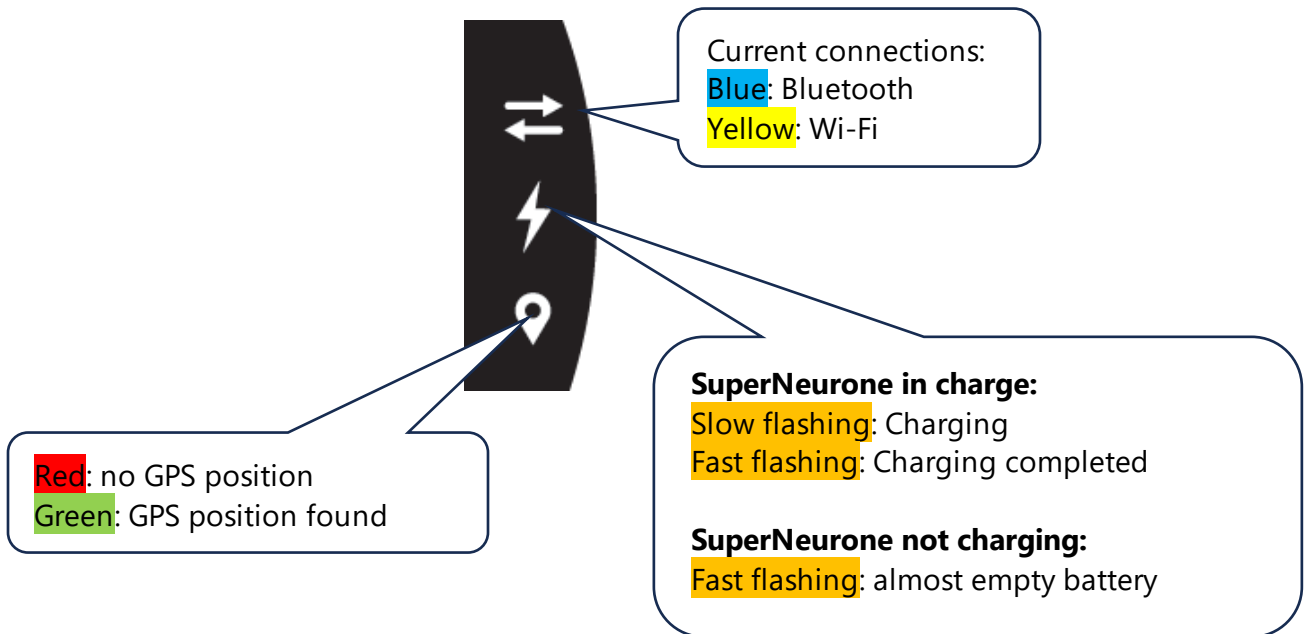 Current connections:
Blue: Bluetooth
Yellow: Wi-Fi
SuperNeurone in charge:
Slow flashing: Charging
Fast flashing: Charging completed
SuperNeurone not charging:
Fast flashing: almost empty battery
Red: no GPS position
Green: GPS position found